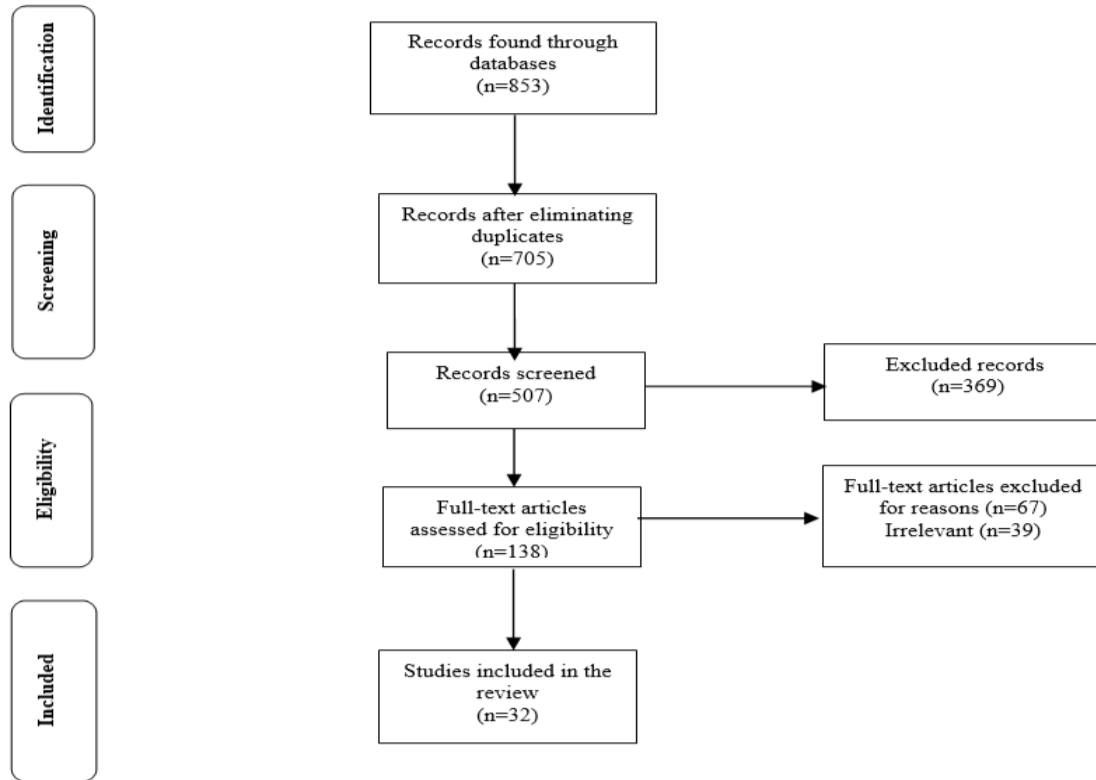 Identification
Records found through
databases
(n=853)
Screening
Records after eliminating
duplicates
(n=705)
Records screened
(n=507)
Excluded records
(n=369)
Eligibility
Full-text articles
assessed for eligibility
(n=138)
Full-text articles excluded
for reasons (n=67)
Irrelevant (n=39)
Included
Studies included in the
review
(n=32)